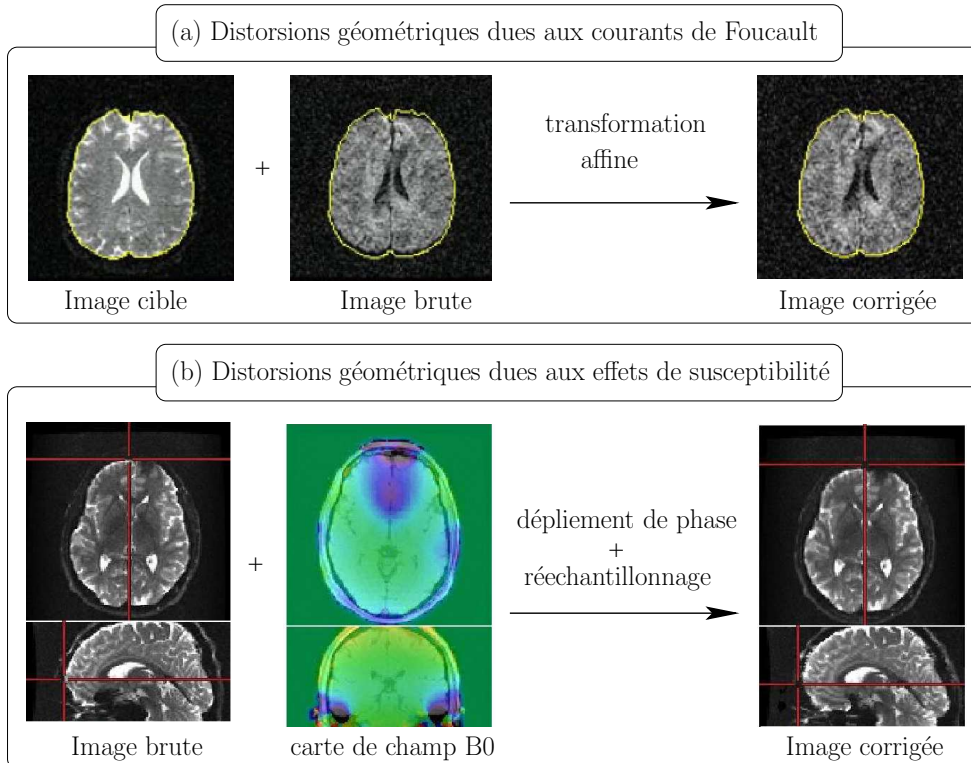 (a) Distorsions géométriques dues aux courants de Foucault
+
transformation
affine
Image cible
Image brute
Image corrigée
(b) Distorsions géométriques dues aux effets de susceptibilité
+
dépliement de phase
+
réechantillonnage
Image brute
carte de champ B0
Image corrigée